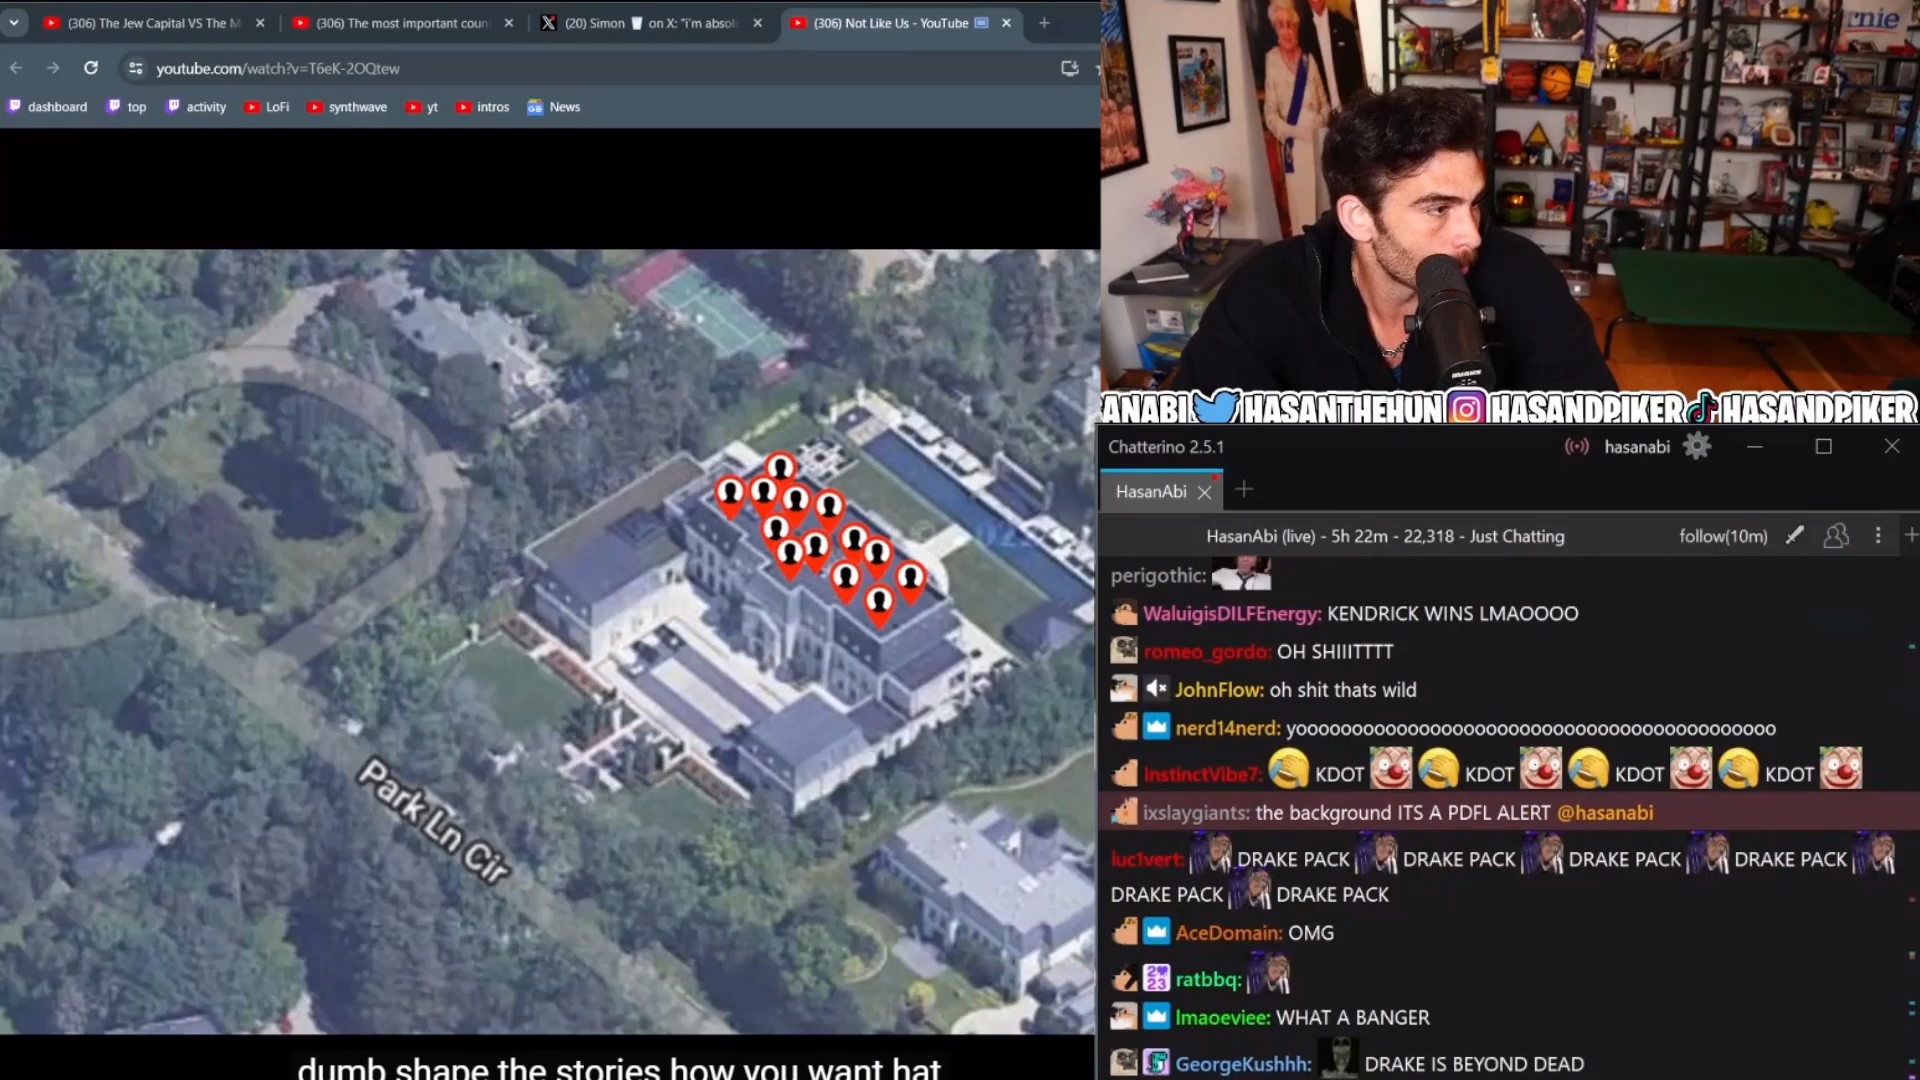 (306) The Jew Capital VS The M
(306) The most important coun
(20) Simon 🥛 on X: "i'm absol
(306) Not Like Us - YouTube
youtube.com/watch?v=T6eK-2OQtew
dashboard
top
activity
LoFi
synthwave
yt
intros
News
Park Ln Cir
dumb shape the stories how you want hat
ANABI HASANTHEHUN HASANDPIKER HASANDPIKER
Chatterino 2.5.1
hasanabi
HasanAbi
HasanAbi (live) - 5h 22m - 22,318 - Just Chatting
follow(10m)
perigothic:
WaluigisDILFEnergy: KENDRICK WINS LMAOOOO
romeo_gordo: OH SHIIITTTT
JohnFlow: oh shit thats wild
nerd14nerd: yooooooooooooooooooooooooooooooooooooooo
InstinctVibe7: 🤣 KDOT 🤡 🤣 KDOT 🤡 🤣 KDOT 🤡 🤣 KDOT 🤡
ixslaygiants: the background ITS A PDFL ALERT @hasanabi
luc1vert: DRAKE PACK DRAKE PACK DRAKE PACK DRAKE PACK
DRAKE PACK DRAKE PACK
AceDomain: OMG
ratbbq:
lmaoeviee: WHAT A BANGER
GeorgeKushhh: DRAKE IS BEYOND DEAD